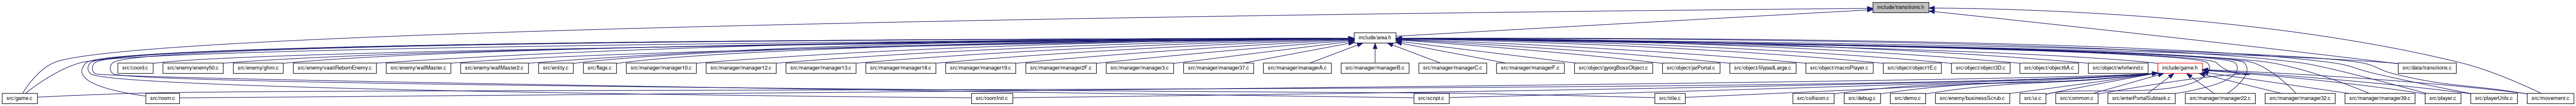 include/transitions.h
include/area.h
src/coord.c
src/enemy/enemy50.c
src/enemy/ghini.c
src/enemy/vaatiRebornEnemy.c
src/enemy/wallMaster.c
src/enemy/wallMaster2.c
src/entity.c
src/flags.c
src/manager/manager10.c
src/manager/manager12.c
src/manager/manager13.c
src/manager/manager18.c
src/manager/manager19.c
src/manager/manager2F.c
src/manager/manager3.c
src/manager/manager37.c
src/manager/managerA.c
src/manager/managerB.c
src/manager/managerC.c
src/manager/managerF.c
src/object/gyorgBossObject.c
src/object/jarPortal.c
src/object/lilypadLarge.c
src/object/macroPlayer.c
src/object/object1E.c
src/object/object3D.c
src/object/object6A.c
src/object/whirlwind.c
include/game.h
src/data/transitions.c
src/game.c
src/room.c
src/roomInit.c
src/script.c
src/title.c
src/collision.c
src/debug.c
src/demo.c
src/enemy/businessScrub.c
src/ui.c
src/common.c
src/enterPortalSubtask.c
src/manager/manager22.c
src/manager/manager32.c
src/manager/manager39.c
src/player.c
src/playerUtils.c
src/movement.c